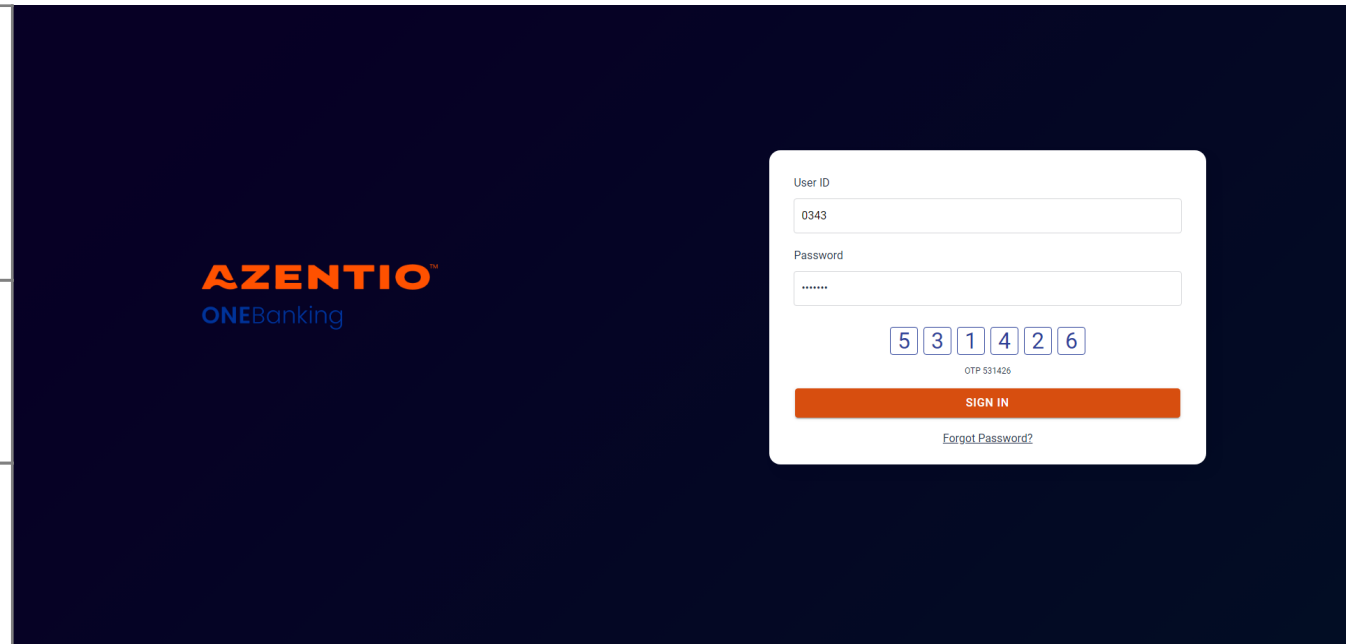 AZENTIO™
ONEBanking
User ID
0343
Password
•••••••
5 3 1 4 2 6
OTP 531426
SIGN IN
Forgot Password?